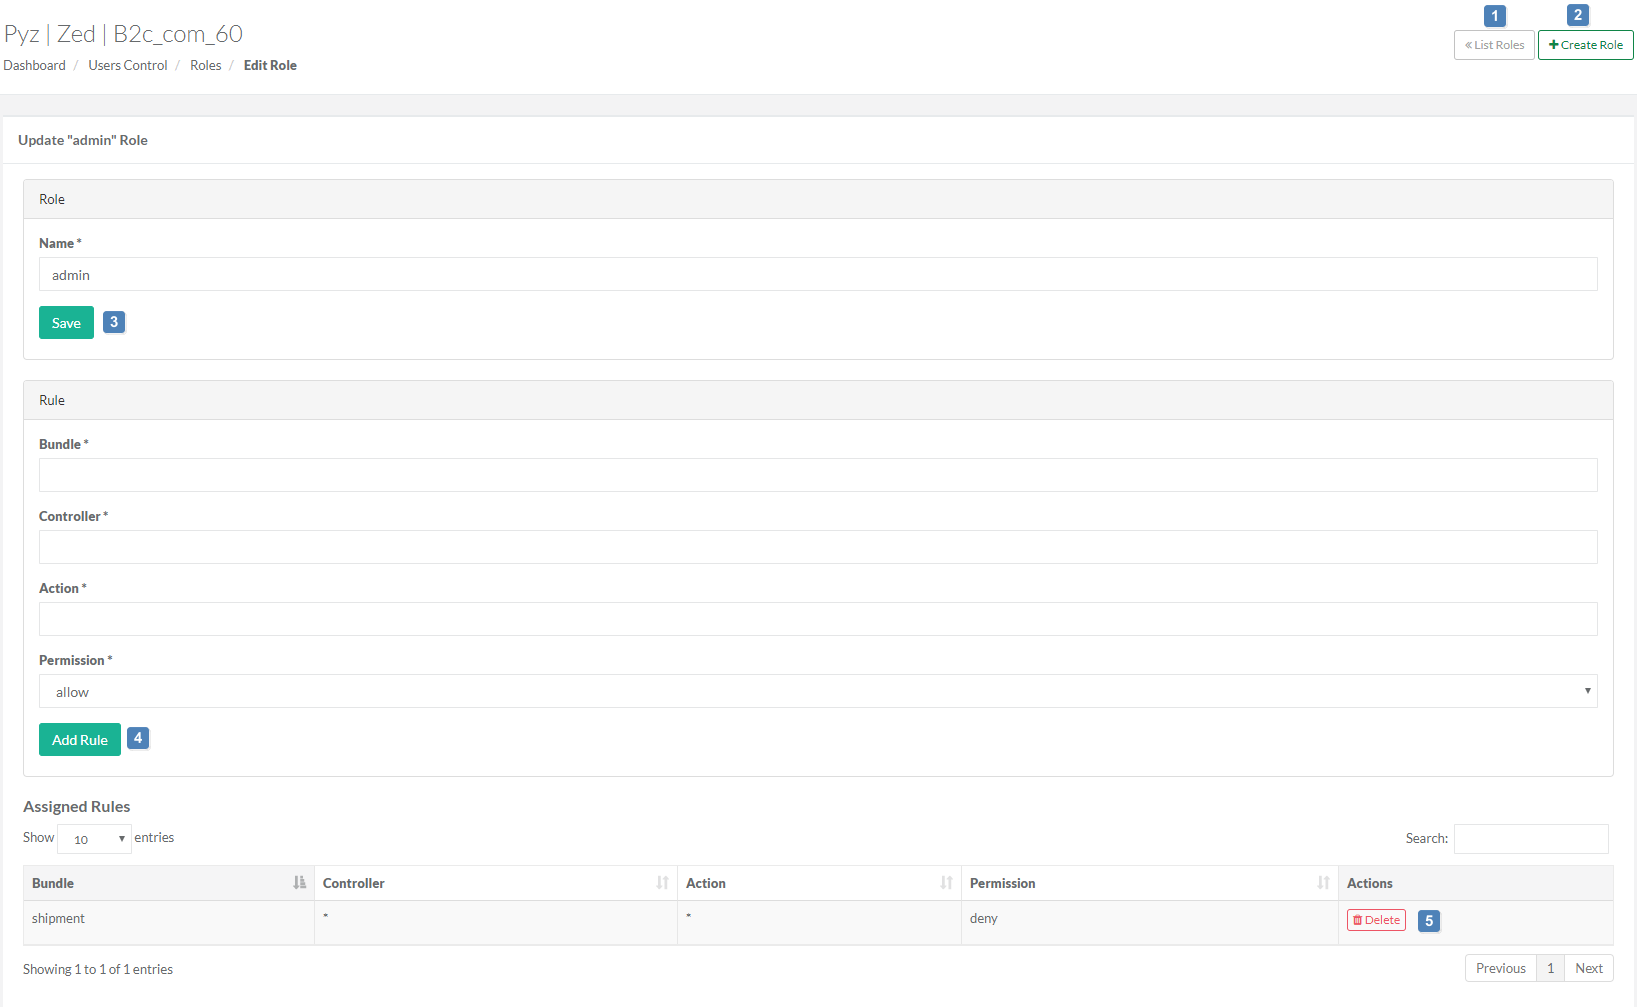 Pyz | Zed | B2c_com_60
1
2
« List Roles
+ Create Role
Dashboard / Users Control / Roles / Edit Role
Update "admin" Role
Role
Name *
admin
Save
3
Rule
Bundle *
Controller *
Action *
Permission *
allow
Add Rule
4
Assigned Rules
Show 10 entries
Search:
Bundle Controller Action Permission Actions
shipment * * deny Delete 5
Showing 1 to 1 of 1 entries
Previous 1 Next